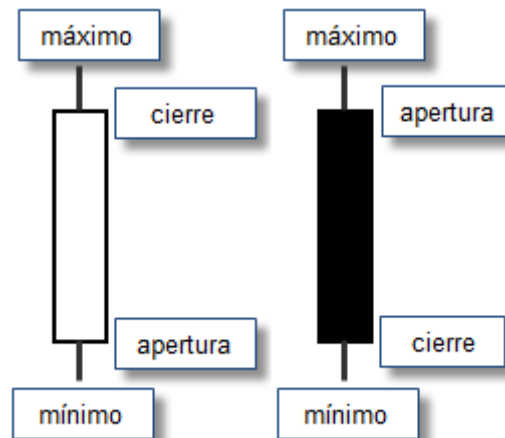 máximo
cierre
apertura
mínimo
máximo
apertura
cierre
mínimo